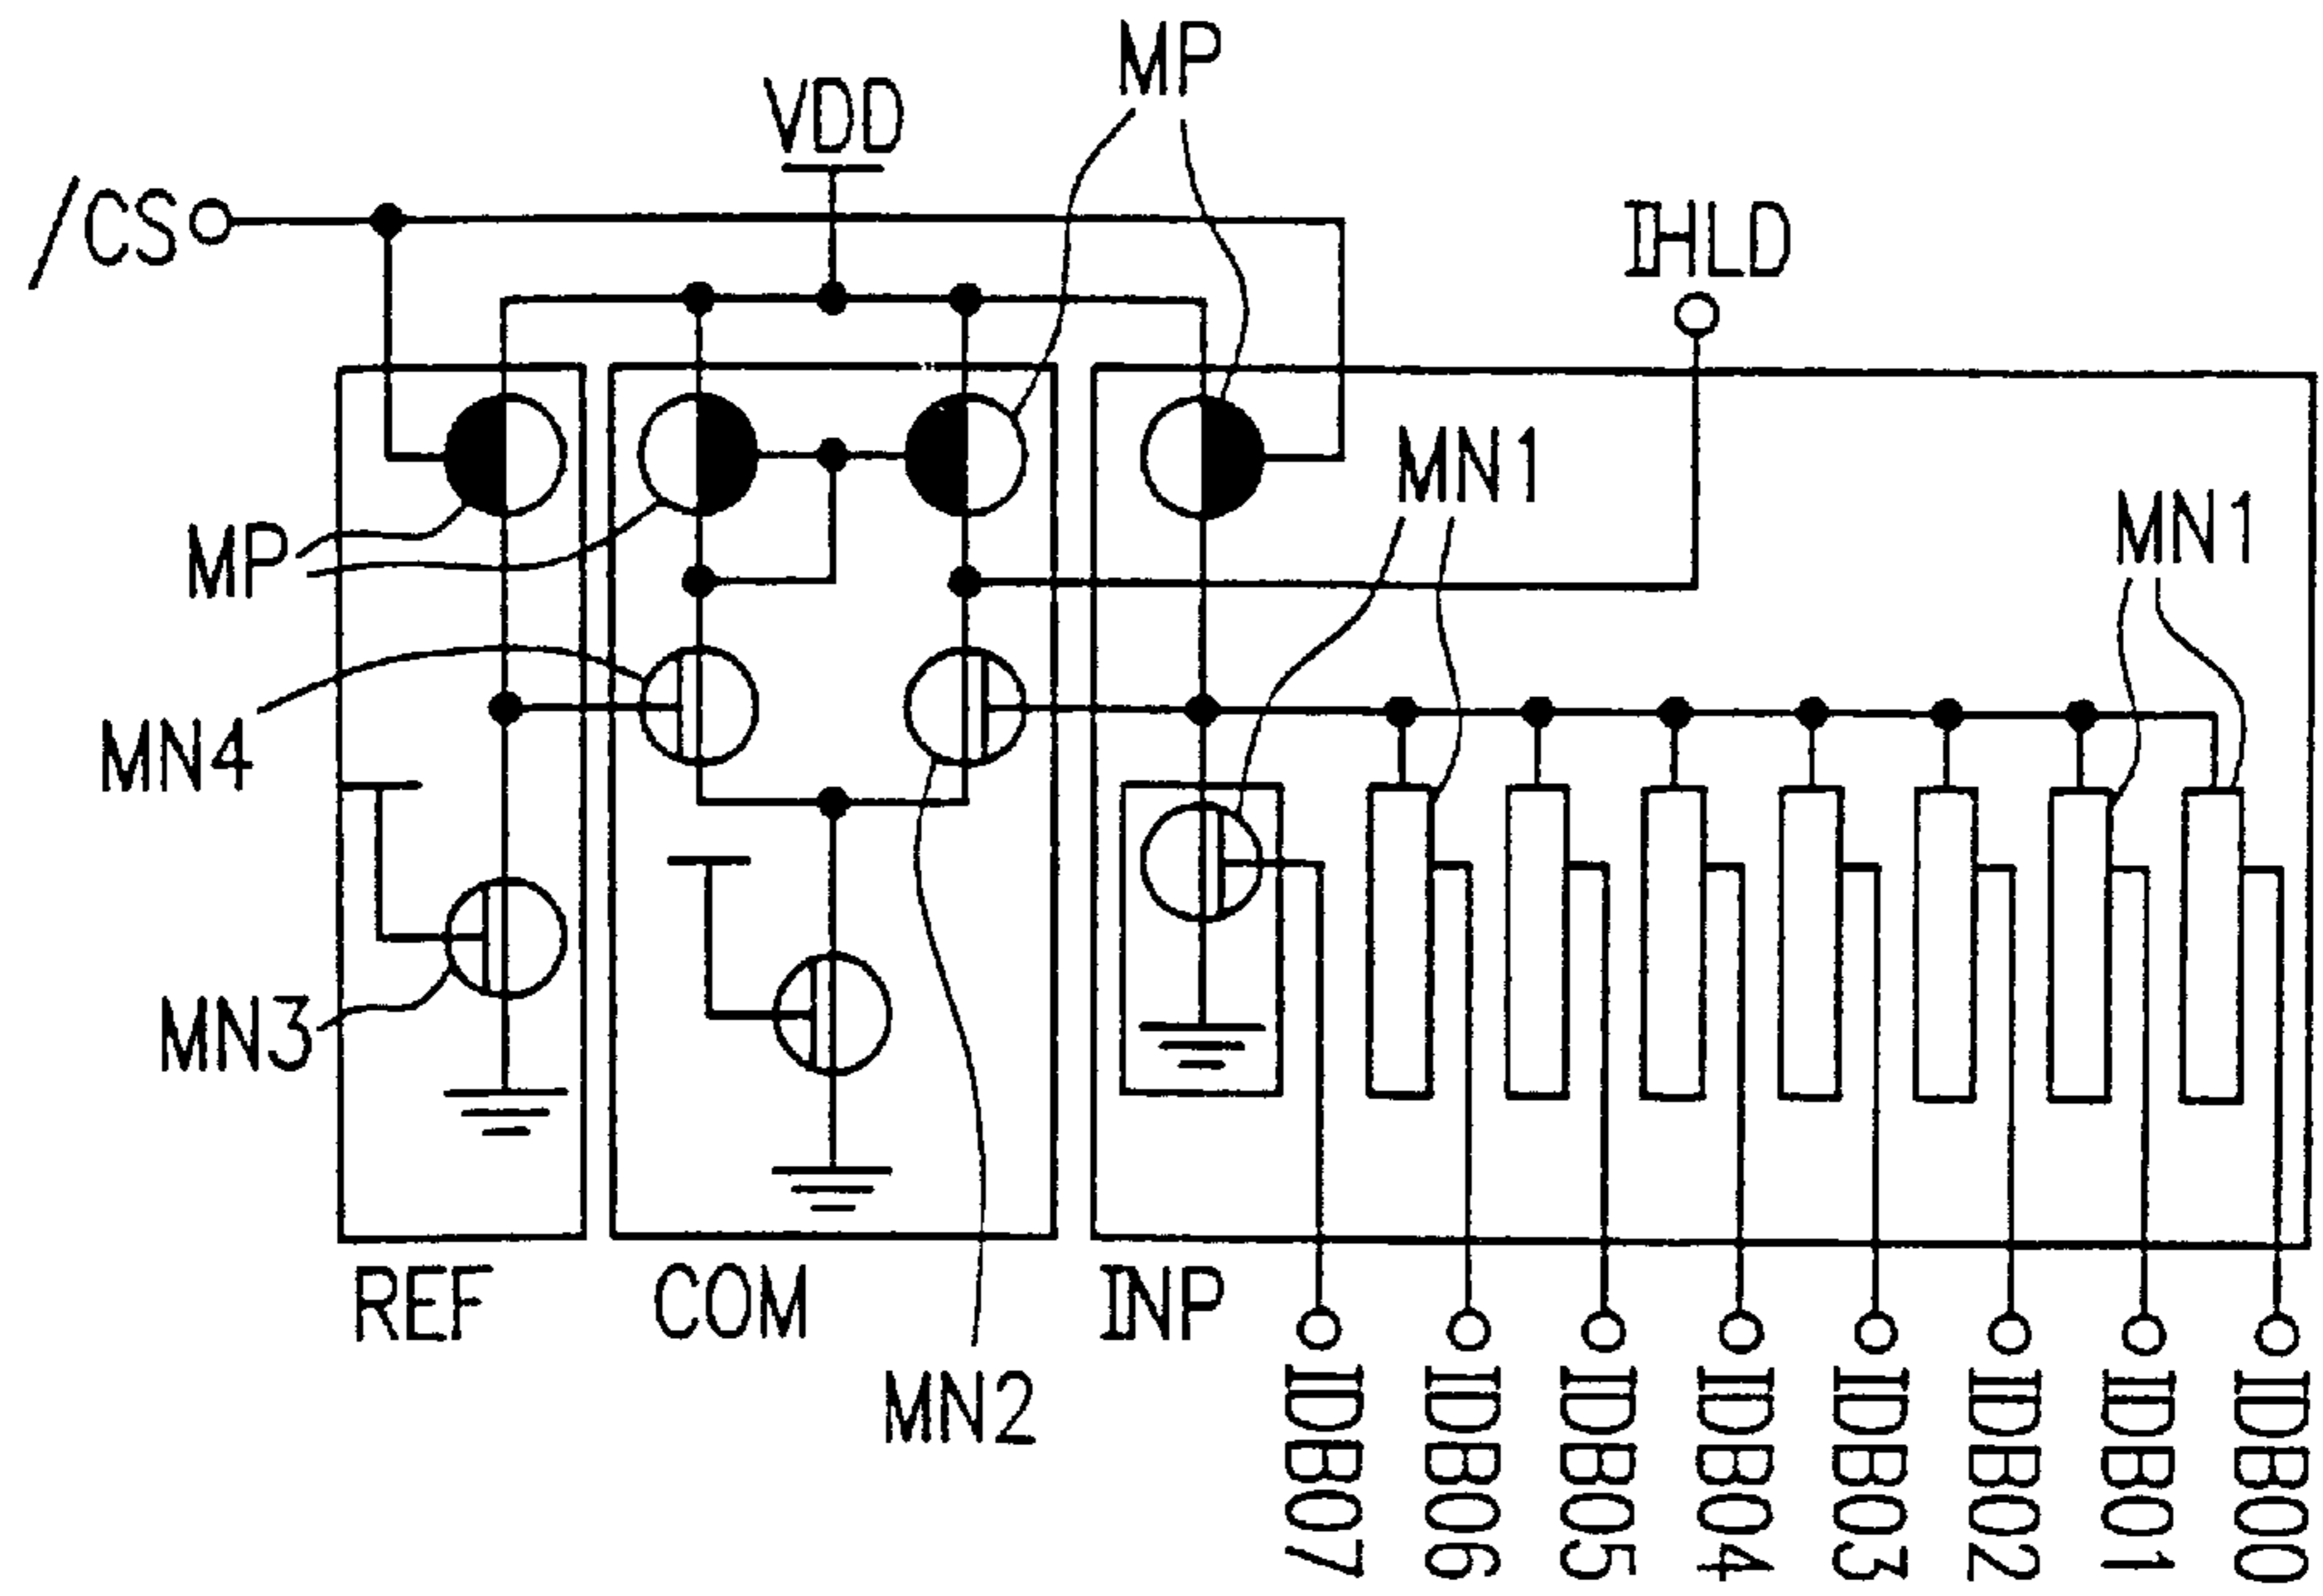 MP
VDD
/CS
IHLD
MN1
MN1
MP
MN4
MN3
REF
COM
INP
MN2
IDB07
IDB06
IDB05
IDB04
IDB03
IDB02
IDB01
IDB00